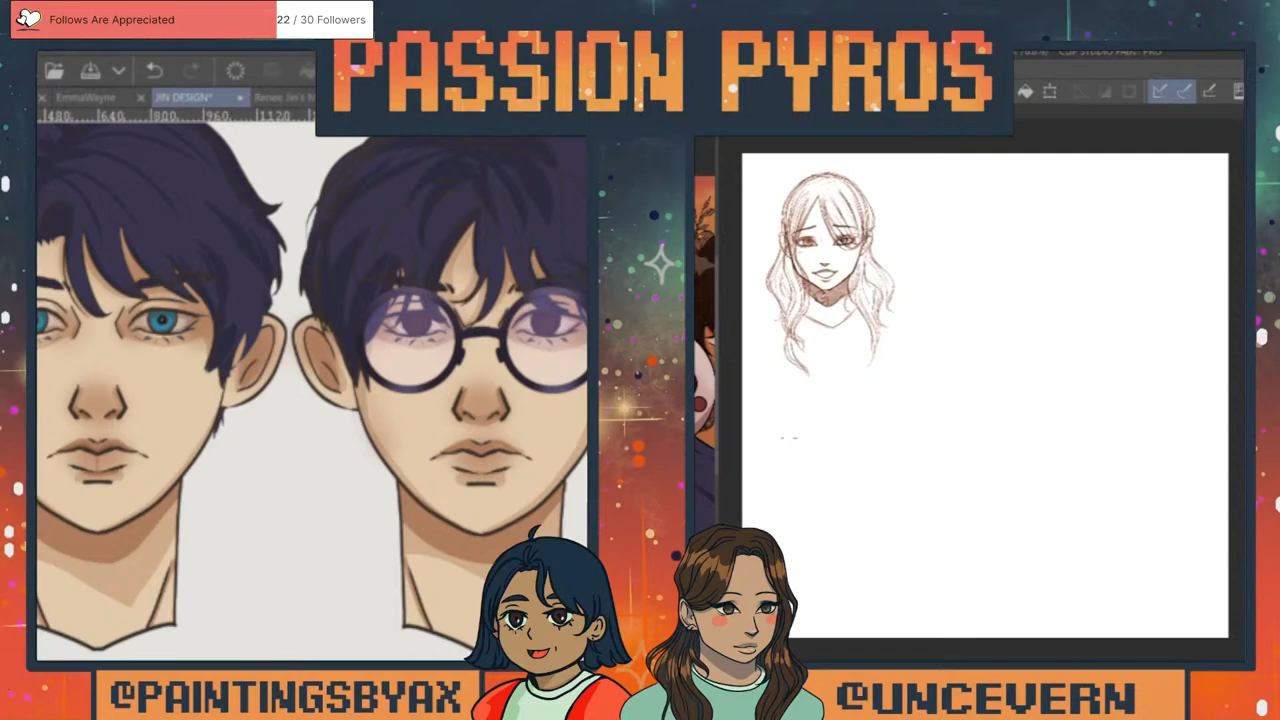 Follows Are Appreciated
22 / 30 Followers
PASSION PYROS
EmmaWayne
JIN DESIGN*
Renee Jin's
CLIP STUDIO PAINT PRO
480 640 800 960 1120
@PAINTINGSBYAX
@UNCEVERN